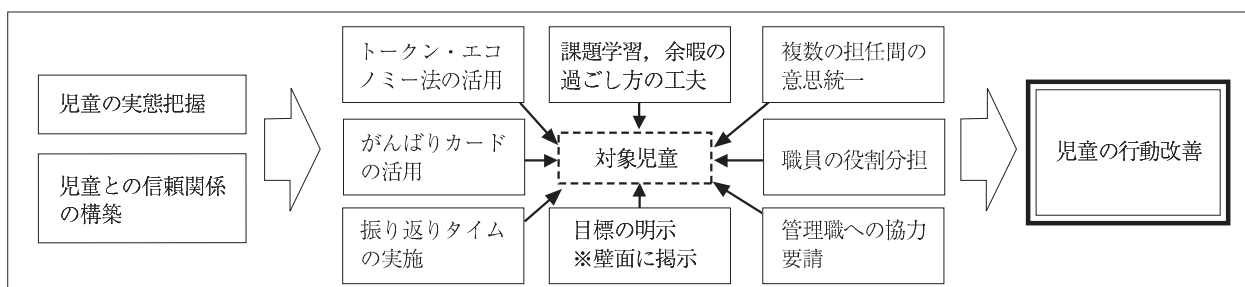 児童の実態把握
児童との信頼関係
の構築
トークン・エコ
ノミー法の活用
がんばりカード
の活用
振り返りタイム
の実施
課題学習，余暇の
過ごし方の工夫
対象児童
目標の明示
※壁面に掲示
複数の担任間の
意思統一
職員の役割分担
管理職への協力
要請
児童の行動改善